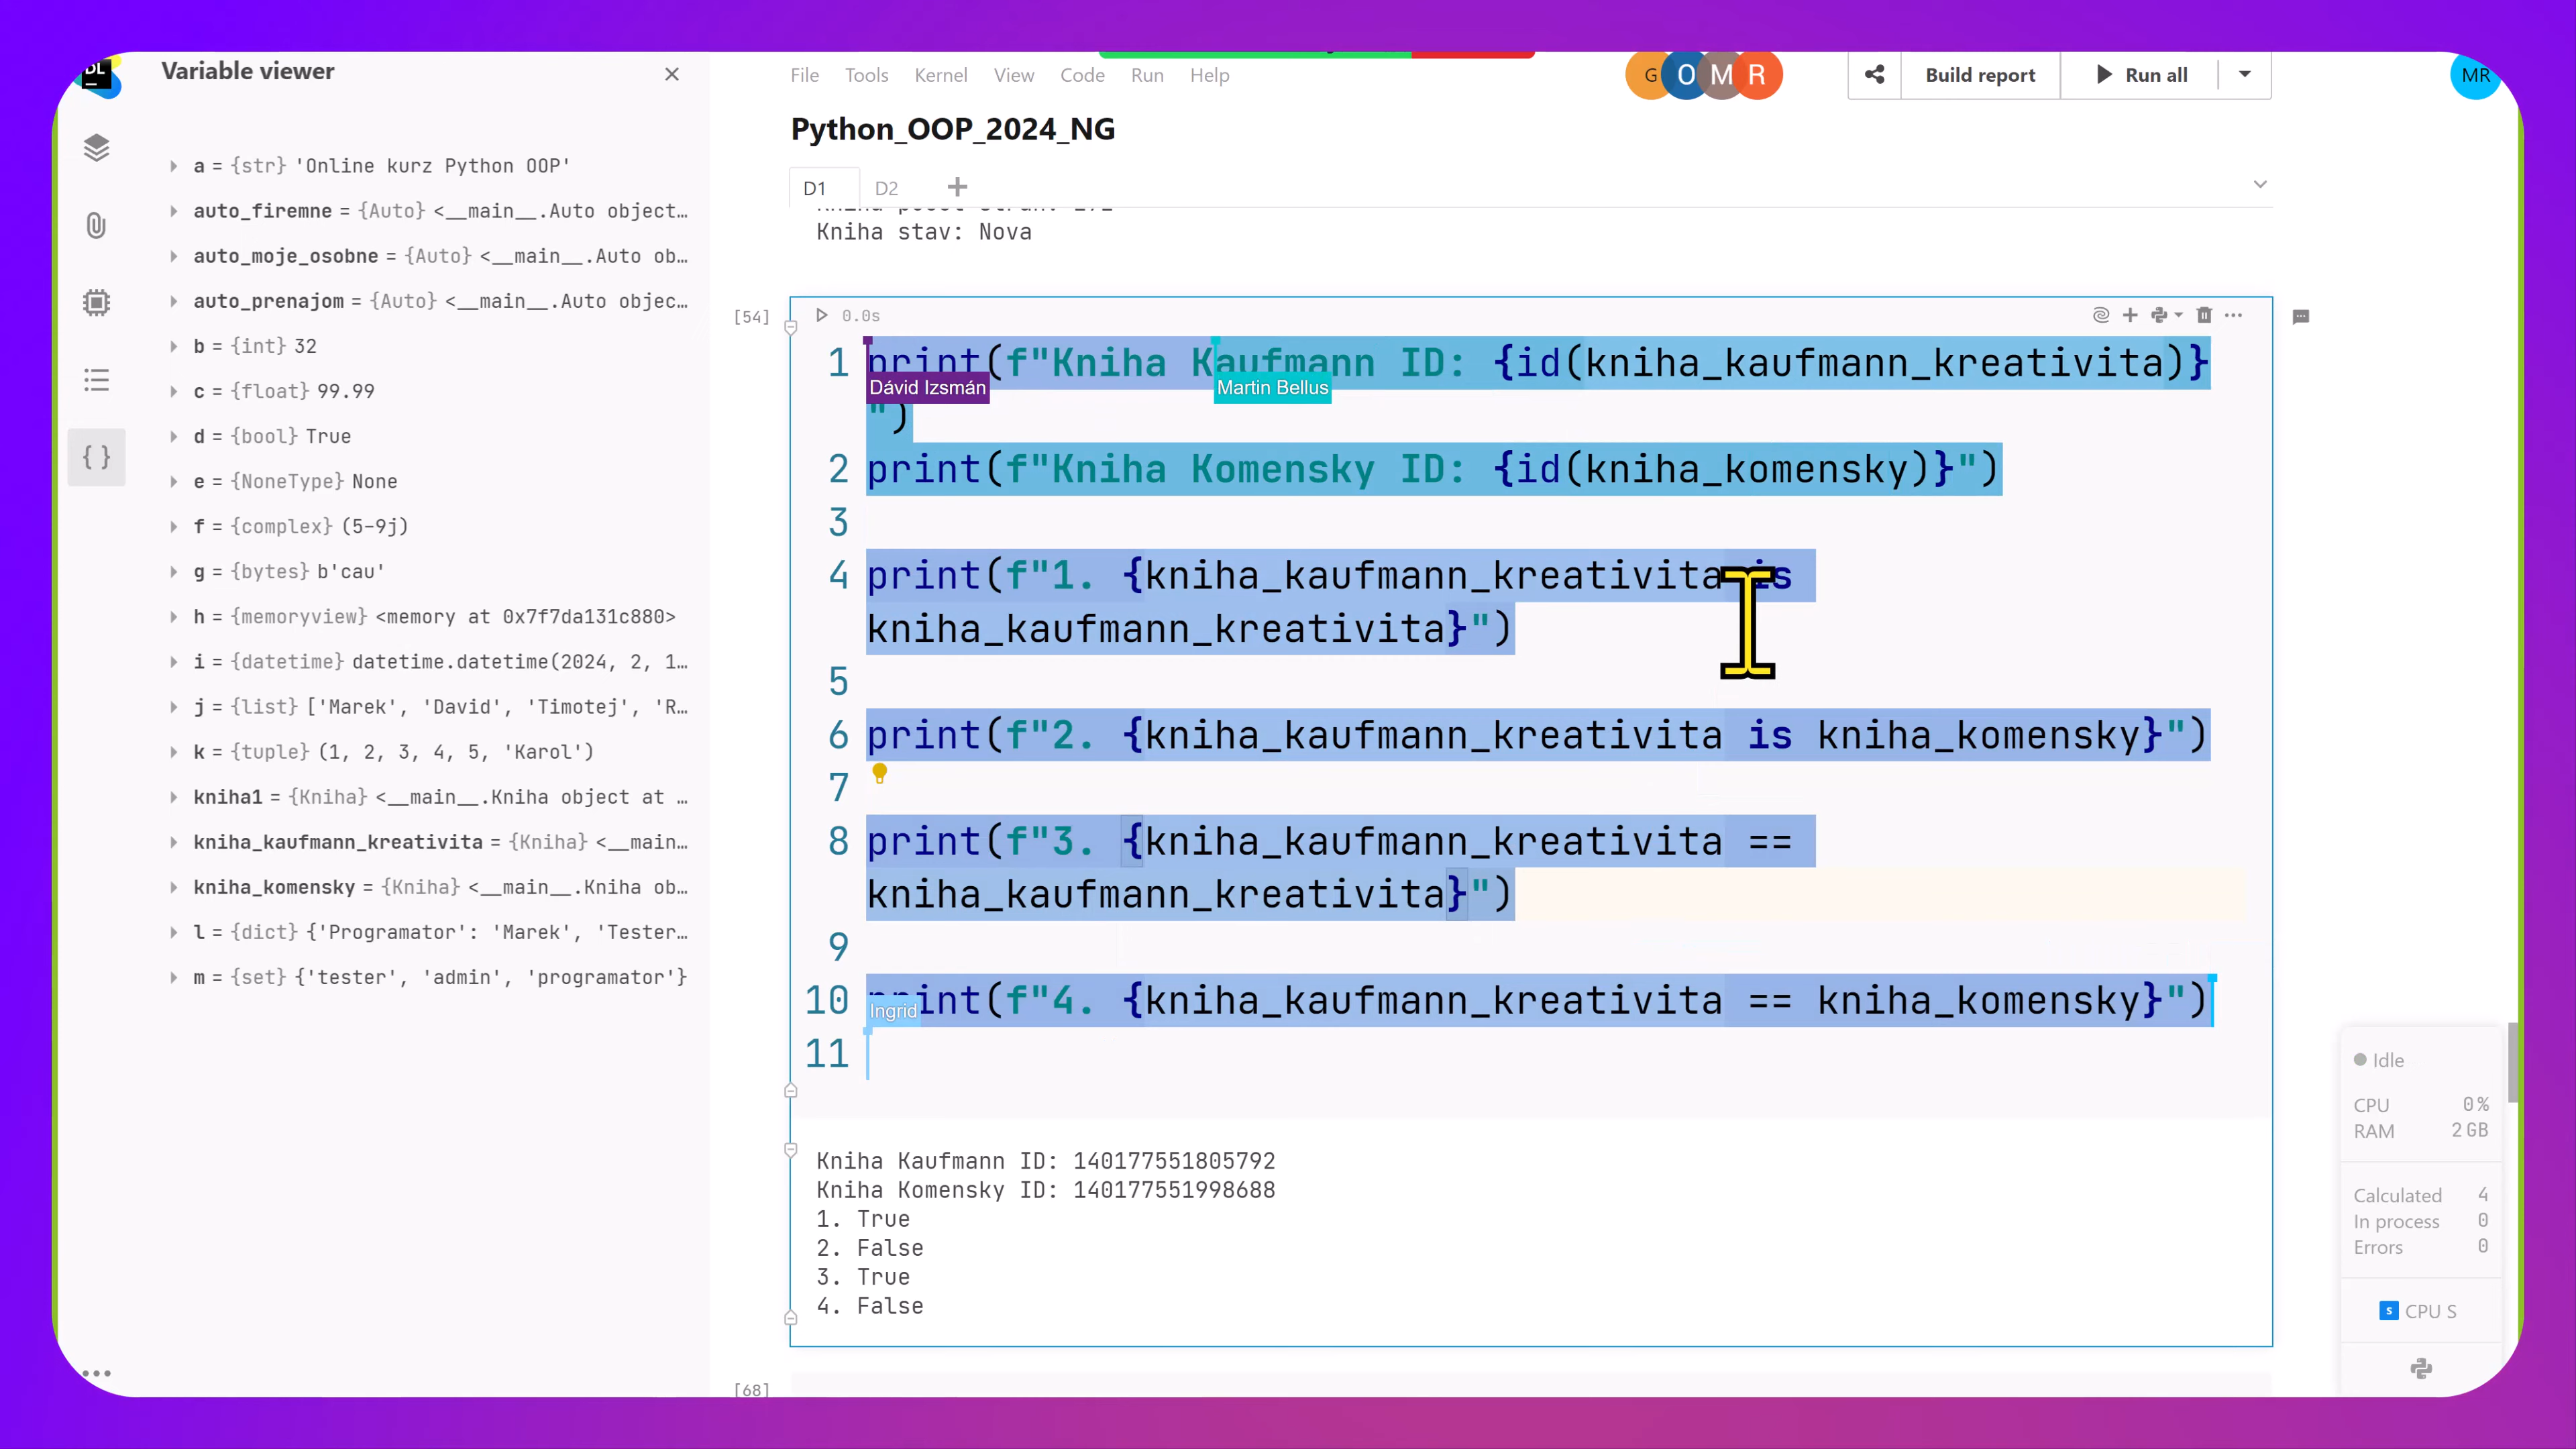 DL
Variable viewer
File Tools Kernel View Code Run Help
G O M R
Build report
Run all
MR
Python_OOP_2024_NG
D1 D2
a = {str} 'Online kurz Python OOP'
auto_firemne = {Auto} <__main__.Auto object…
auto_moje_osobne = {Auto} <__main__.Auto ob…
auto_prenajom = {Auto} <__main__.Auto objec…
b = {int} 32
c = {float} 99.99
d = {bool} True
e = {NoneType} None
f = {complex} (5-9j)
g = {bytes} b'cau'
h = {memoryview} <memory at 0x7f7da131c880>
i = {datetime} datetime.datetime(2024, 2, 1…
j = {list} ['Marek', 'David', 'Timotej', 'R…
k = {tuple} (1, 2, 3, 4, 5, 'Karol')
kniha1 = {Kniha} <__main__.Kniha object at …
kniha_kaufmann_kreativita = {Kniha} <__main…
kniha_komensky = {Kniha} <__main__.Kniha ob…
l = {dict} {'Programator': 'Marek', 'Tester…
m = {set} {'tester', 'admin', 'programator'}
Kniha stav: Nova
[54]
0.0s
1 print(f"Kniha Kaufmann ID: {id(kniha_kaufmann_kreativita)}
Dávid Izsmán
Martin Bellus
")
2 print(f"Kniha Komensky ID: {id(kniha_komensky)}")
3
4 print(f"1. {kniha_kaufmann_kreativita is
kniha_kaufmann_kreativita}")
5
6 print(f"2. {kniha_kaufmann_kreativita is kniha_komensky}")
7
8 print(f"3. {kniha_kaufmann_kreativita ==
kniha_kaufmann_kreativita}")
9
10 print(f"4. {kniha_kaufmann_kreativita == kniha_komensky}")
Ingrid
11
Kniha Kaufmann ID: 140177551805792
Kniha Komensky ID: 140177551998688
1. True
2. False
3. True
4. False
[68]
Idle
CPU 0%
RAM 2 GB
Calculated 4
In process 0
Errors 0
S CPU S